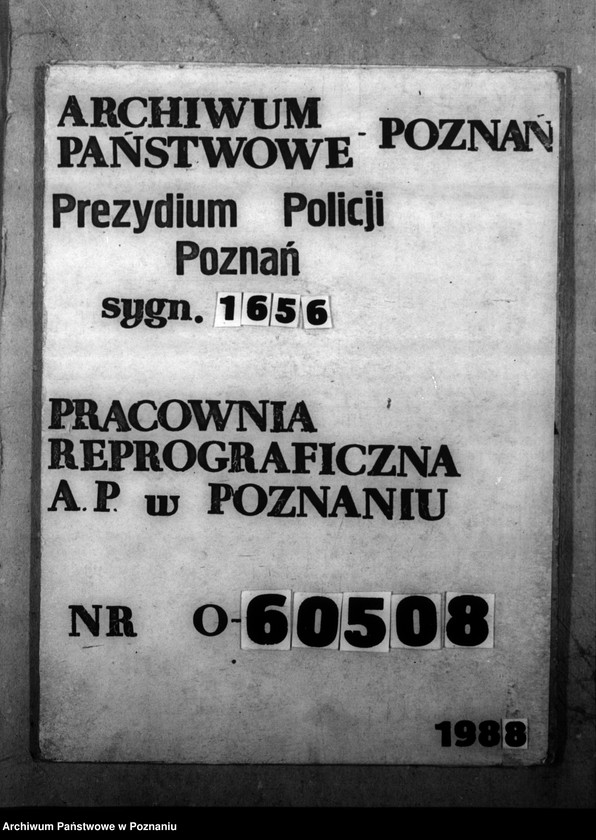 ARCHIWUM
PAŃSTWOWE - POZNAŃ
Prezydium Policji
Poznań
sygn. 1656
PRACOWNIA
REPROGRAFICZNA
A.P. w POZNANIU
NR O-60508
1988
Archiwum Państwowe w Poznaniu